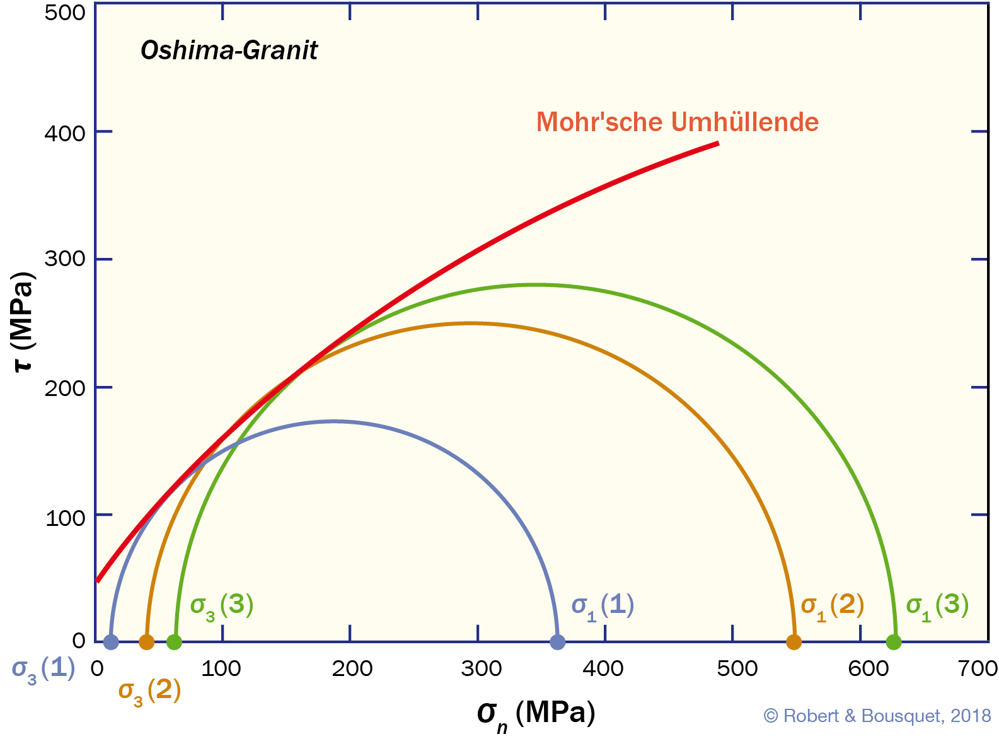 500
Oshima-Granit
Mohr'sche Umhüllende
400
300
τ (MPa)
200
100
σ3 (3)
σ1 (1)
σ1 (2)
σ1 (3)
0
σ3 (1)
0
100
200
300
400
500
600
700
σ3 (2)
σn (MPa)
© Robert & Bousquet, 2018